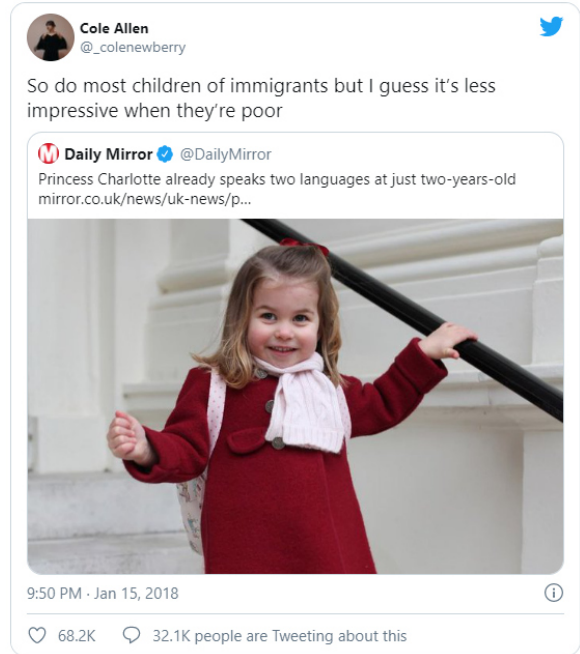 Cole Allen
@_colenewberry
So do most children of immigrants but I guess it's less
impressive when they're poor
Daily Mirror @DailyMirror
Princess Charlotte already speaks two languages at just two-years-old
mirror.co.uk/news/uk-news/p...
9:50 PM · Jan 15, 2018
68.2K 32.1K people are Tweeting about this